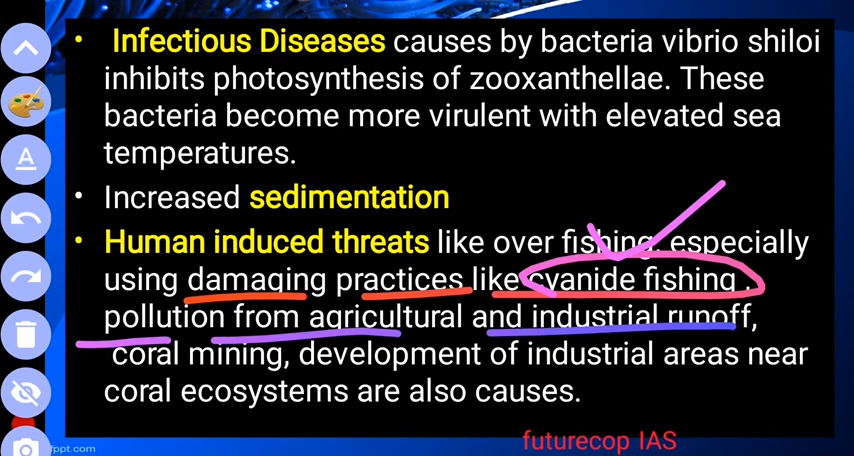 • Infectious Diseases causes by bacteria vibrio shiloi
inhibits photosynthesis of zooxanthellae. These
bacteria become more virulent with elevated sea
temperatures.
• Increased sedimentation
• Human induced threats like over fishing, especially
using damaging practices like cyanide fishing ,
pollution from agricultural and industrial runoff,
coral mining, development of industrial areas near
coral ecosystems are also causes.
futurecop IAS
fppt.com
A